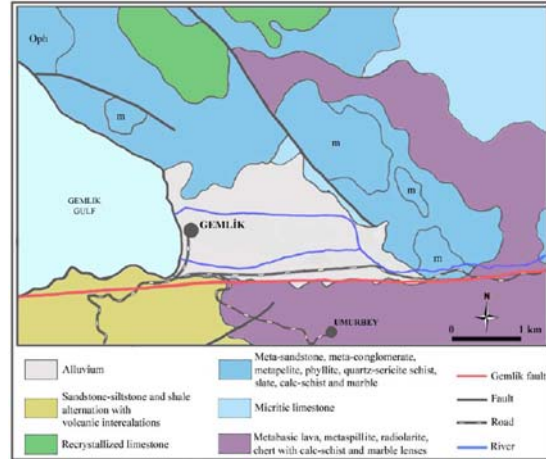 Oph
m
m
m
m
GEMLİK
GULF
GEMLİK
UMURBEY
N
0 1 km
Alluvium
Sandstone-siltstone and shale
alternation with
volcanic intercalations
Recrystallized limestone
Meta-sandstone, meta-conglomerate,
metapelite, phyllite, quartz-sericite schist,
slate, calc-schist and marble
Micritic limestone
Metabasic lava, metaspilite, radiolarite,
chert with calc-schist and marble lenses
Gemlik fault
Fault
Road
River